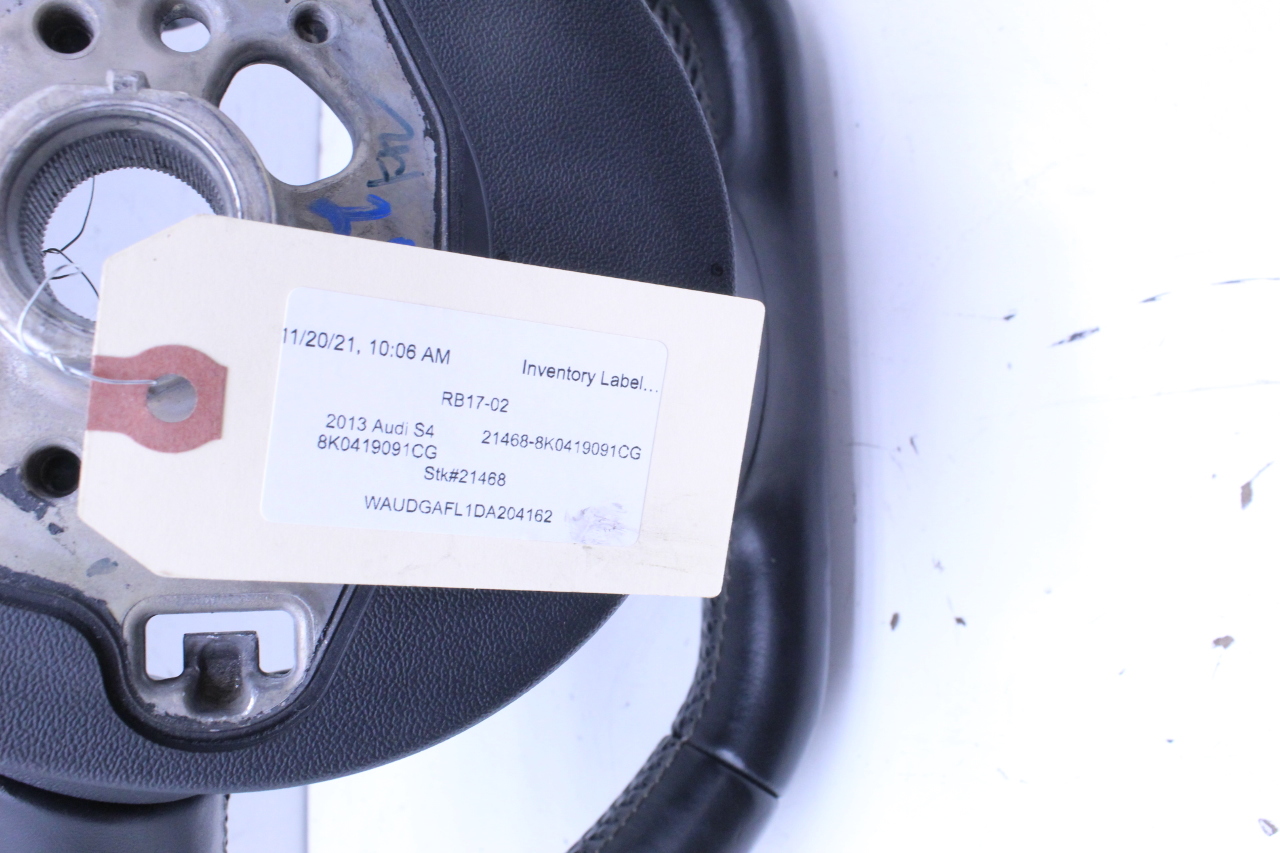 11/20/21, 10:06 AM Inventory Label...
RB17-02
2013 Audi S4 21468-8K0419091CG
8K0419091CG
Stk#21468
WAUDGAFL1DA204162